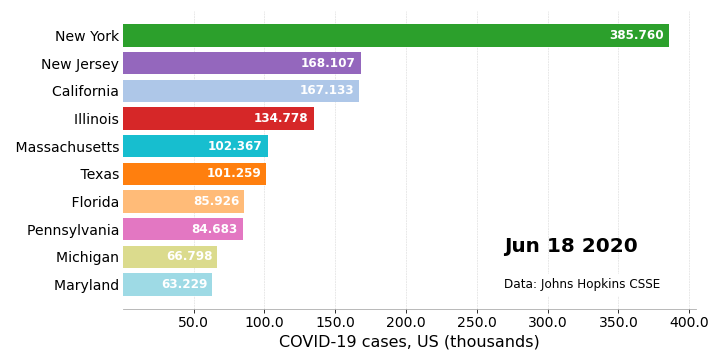 New York 385.760
New Jersey 168.107
California 167.133
Illinois 134.778
Massachusetts 102.367
Texas 101.259
Florida 85.926
Pennsylvania 84.683
Michigan 66.798
Maryland 63.229
Jun 18 2020
Data: Johns Hopkins CSSE
50.0 100.0 150.0 200.0 250.0 300.0 350.0 400.0
COVID-19 cases, US (thousands)